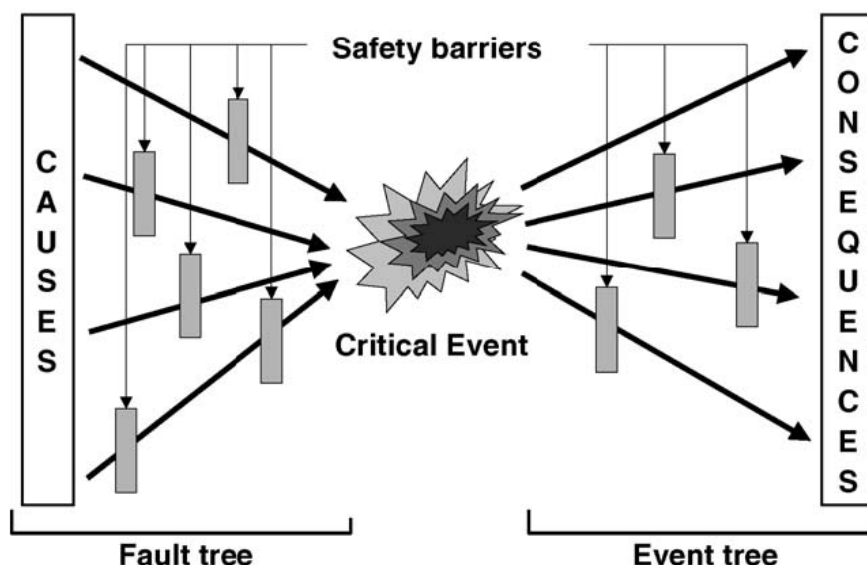 Safety barriers
CAUSES
CONSEQUENCES
Critical Event
Fault tree
Event tree